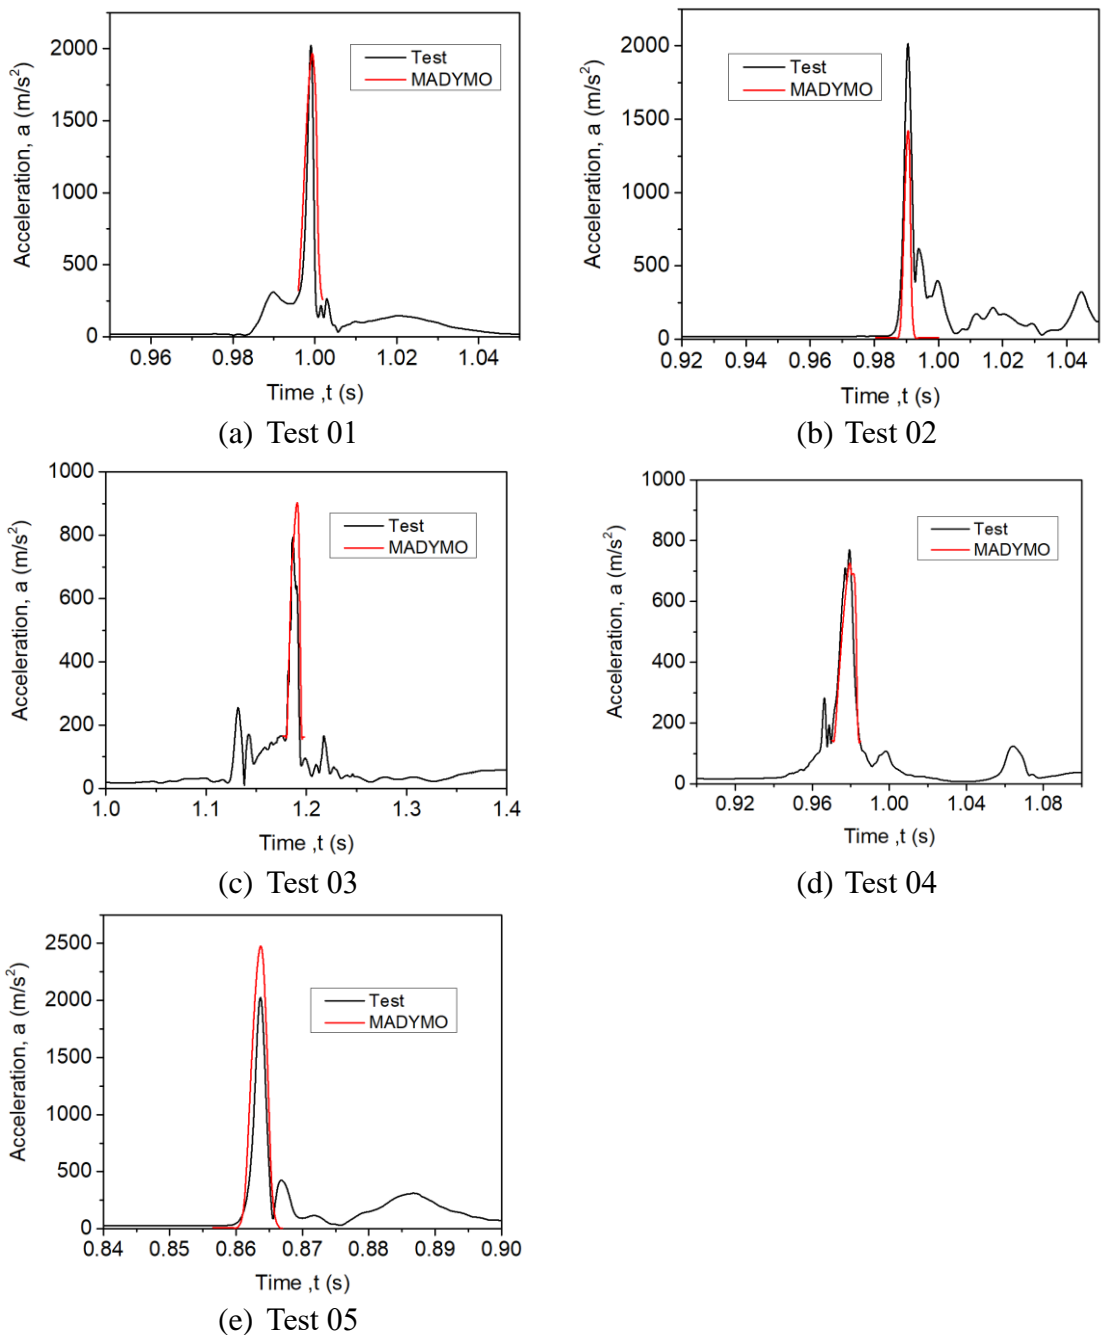 Acceleration, a (m/s²)
2000
1500
1000
500
0
Test
MADYMO
0.96 0.98 1.00 1.02 1.04
Time ,t (s)
(a) Test 01
Acceleration, a (m/s²)
2000
1500
1000
500
0
Test
MADYMO
0.92 0.94 0.96 0.98 1.00 1.02 1.04
Time ,t (s)
(b) Test 02
Acceleration, a (m/s²)
1000
800
600
400
200
0
Test
MADYMO
1.0 1.1 1.2 1.3 1.4
Time ,t (s)
(c) Test 03
Acceleration, a (m/s²)
1000
800
600
400
200
0
Test
MADYMO
0.92 0.96 1.00 1.04 1.08
Time ,t (s)
(d) Test 04
Acceleration, a (m/s²)
2500
2000
1500
1000
500
0
Test
MADYMO
0.84 0.85 0.86 0.87 0.88 0.89 0.90
Time ,t (s)
(e) Test 05